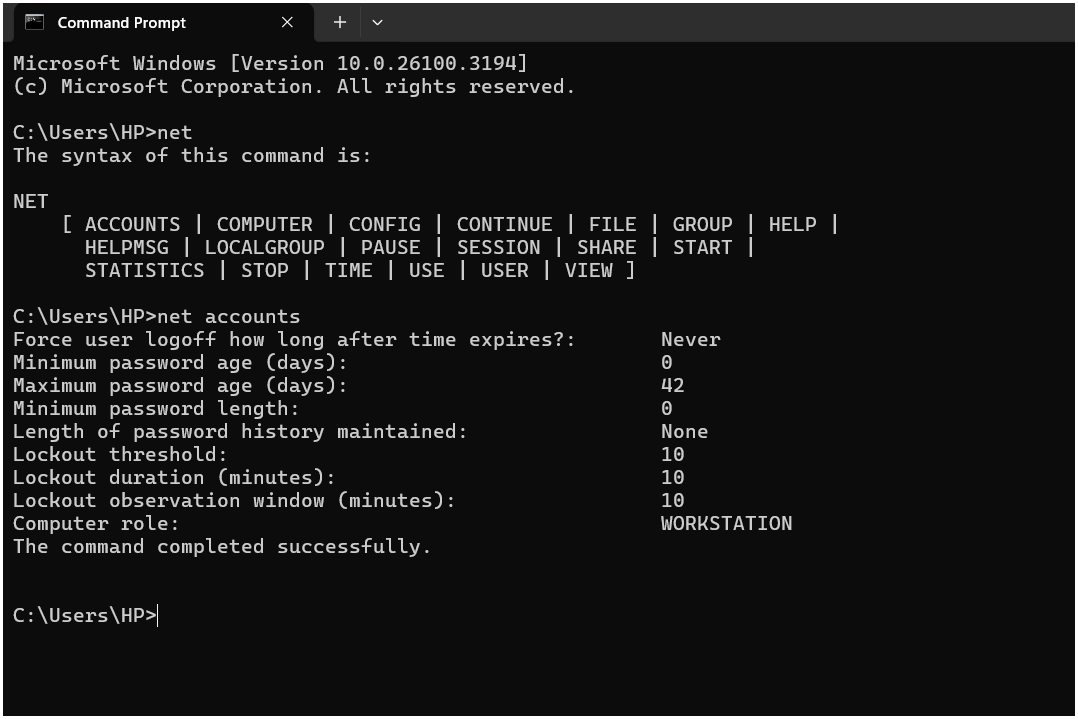 Command Prompt
Microsoft Windows [Version 10.0.26100.3194]
(c) Microsoft Corporation. All rights reserved.
C:\Users\HP>net
The syntax of this command is:
NET
[ ACCOUNTS | COMPUTER | CONFIG | CONTINUE | FILE | GROUP | HELP |
HELPMSG | LOCALGROUP | PAUSE | SESSION | SHARE | START |
STATISTICS | STOP | TIME | USE | USER | VIEW ]
C:\Users\HP>net accounts
Force user logoff how long after time expires?: Never
Minimum password age (days): 0
Maximum password age (days): 42
Minimum password length: 0
Length of password history maintained: None
Lockout threshold: 10
Lockout duration (minutes): 10
Lockout observation window (minutes): 10
Computer role: WORKSTATION
The command completed successfully.
C:\Users\HP>